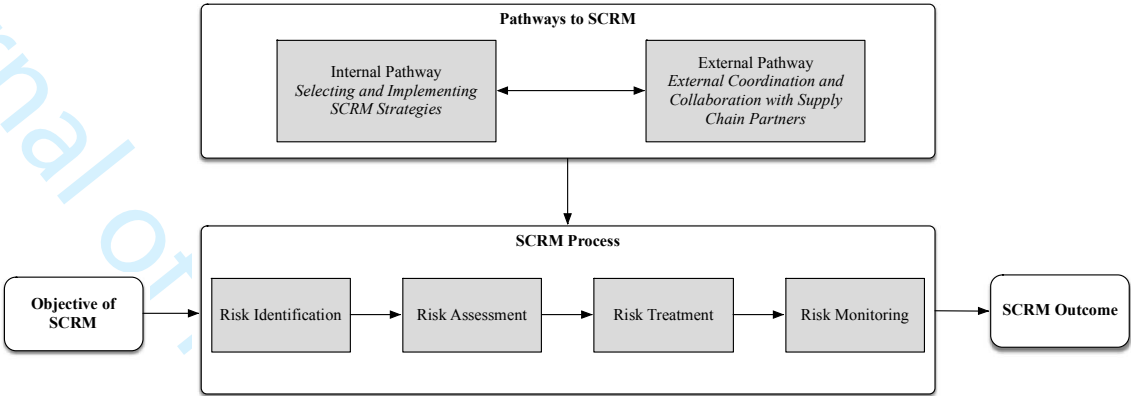 Pathways to SCRM
Internal Pathway
Selecting and Implementing
SCRM Strategies
External Pathway
External Coordination and
Collaboration with Supply
Chain Partners
SCRM Process
Objective of
SCRM
Risk Identification
Risk Assessment
Risk Treatment
Risk Monitoring
SCRM Outcome